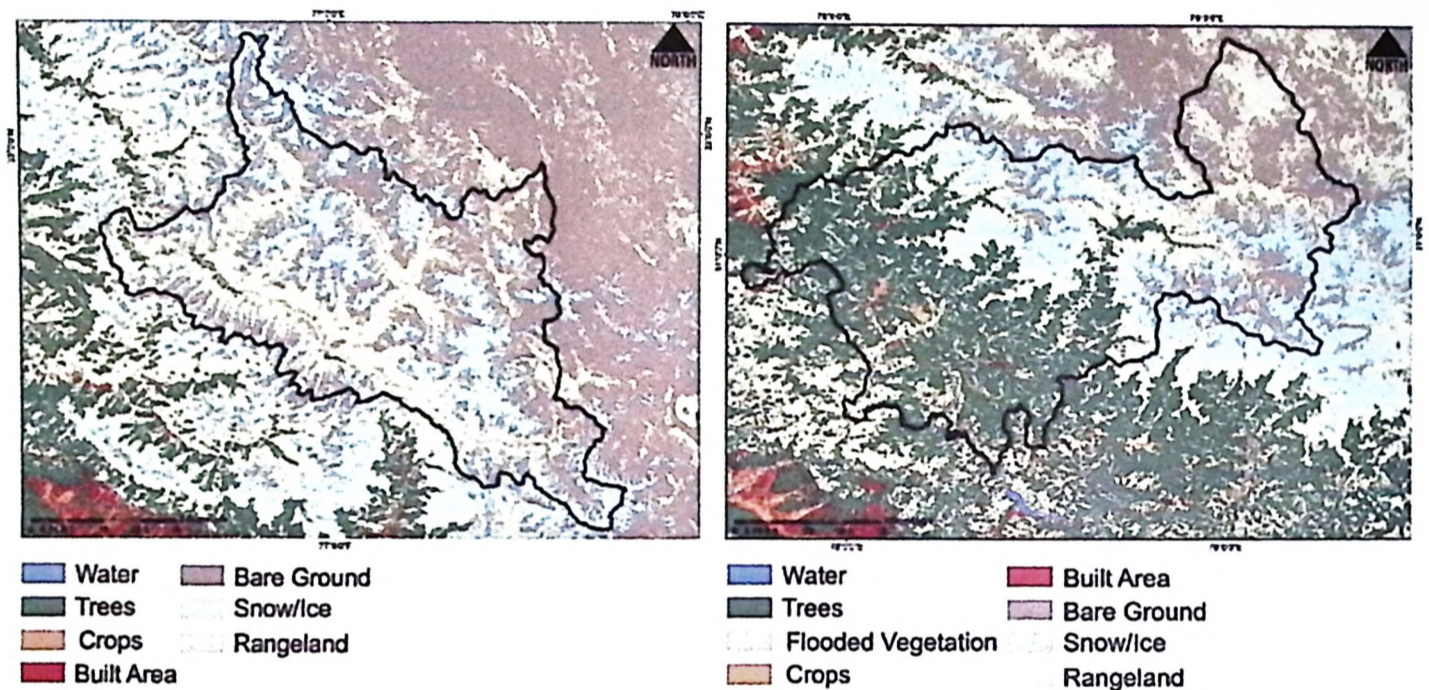 NORTH
NORTH
Water
Trees
Crops
Built Area
Bare Ground
Snow/Ice
Rangeland
Water
Trees
Flooded Vegetation
Crops
Built Area
Bare Ground
Snow/Ice
Rangeland